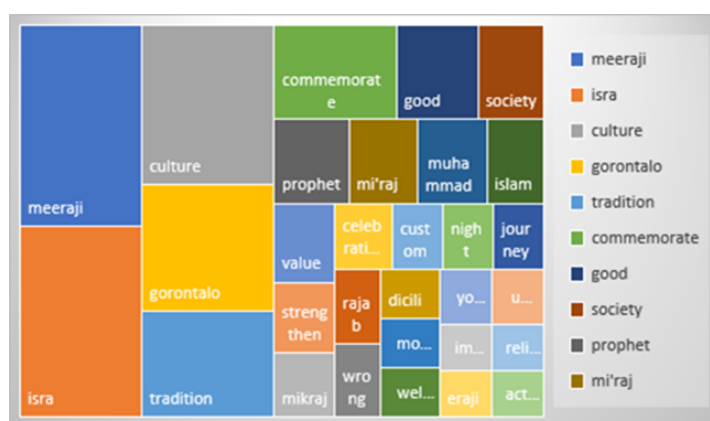 meeraji
isra
culture
gorontalo
tradition
commemorat
e
good
society
prophet
mi'raj
muha
mmad
islam
value
celeb
rati...
cust
om
nigh
t
jour
ney
streng
then
mikraj
raja
b
wro
ng
dicili
mo...
wel...
yo...
im...
eraji
u...
reli...
act...
meeraji
isra
culture
gorontalo
tradition
commemorate
good
society
prophet
mi'raj